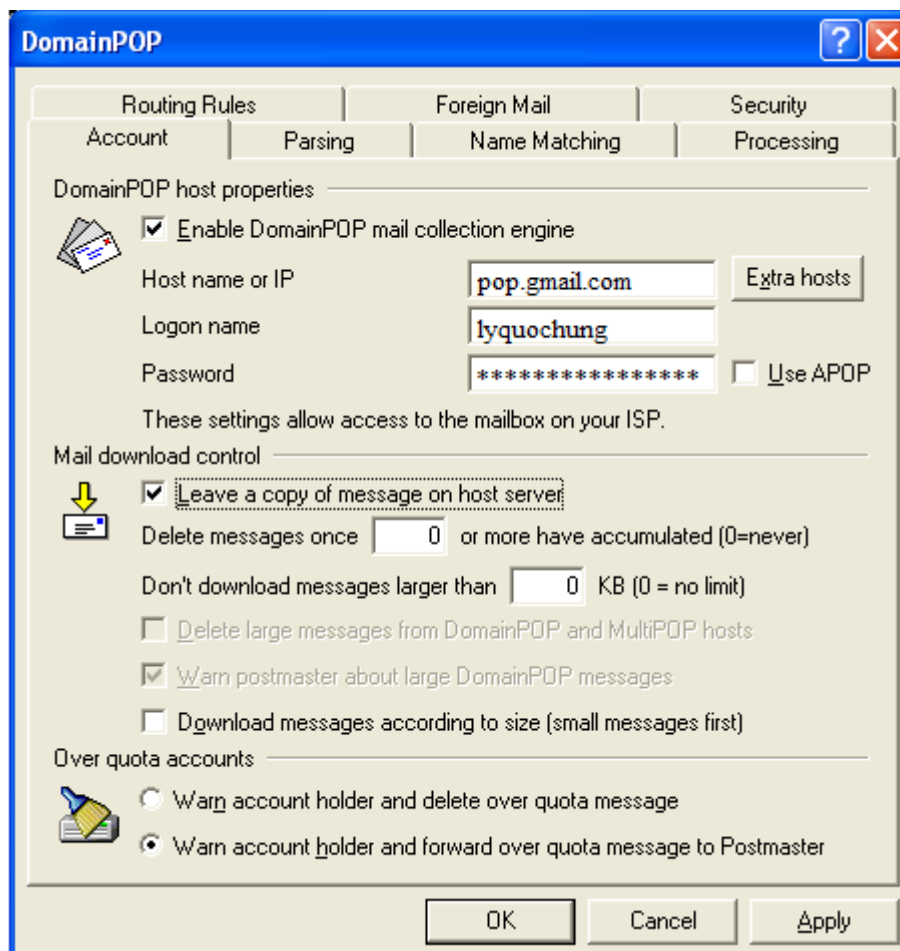 DomainPOP
Routing Rules Foreign Mail Security
Account Parsing Name Matching Processing
DomainPOP host properties
Enable DomainPOP mail collection engine
Host name or IP pop.gmail.com Extra hosts
Logon name lyquochung
Password **************** Use APOP
These settings allow access to the mailbox on your ISP.
Mail download control
Leave a copy of message on host server
Delete messages once 0 or more have accumulated (0=never)
Don't download messages larger than 0 KB (0 = no limit)
Delete large messages from DomainPOP and MultiPOP hosts
Warn postmaster about large DomainPOP messages
Download messages according to size (small messages first)
Over quota accounts
Warn account holder and delete over quota message
Warn account holder and forward over quota message to Postmaster
OK Cancel Apply